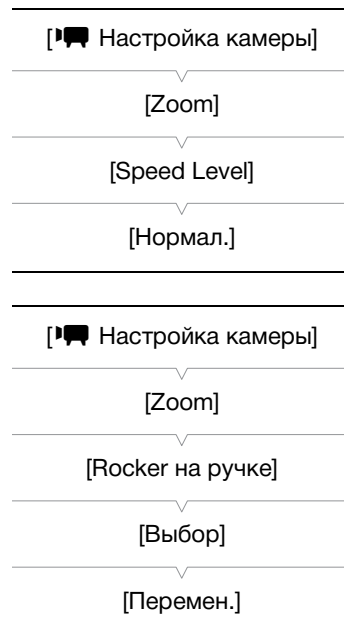 [ Настройка камеры]
[Zoom]
[Speed Level]
[Нормал.]
[ Настройка камеры]
[Zoom]
[Rocker на ручке]
[Выбор]
[Перемен.]